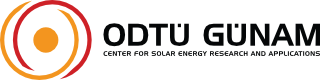 ODTÜ GÜNAM
CENTER FOR SOLAR ENERGY RESEARCH AND APPLICATIONS